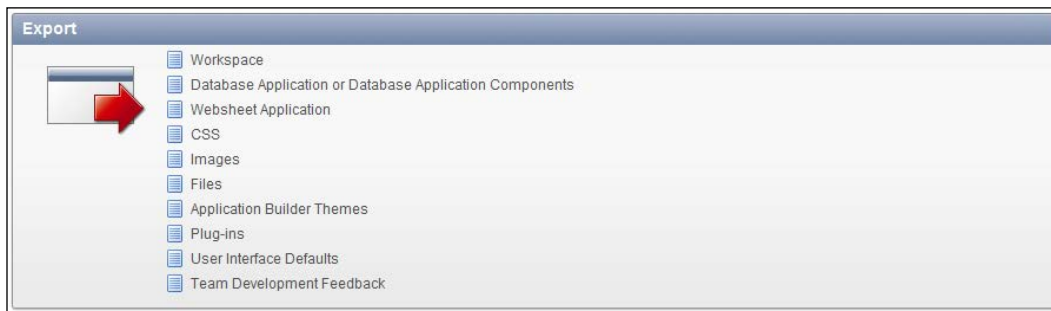 Export
Workspace
Database Application or Database Application Components
Websheet Application
CSS
Images
Files
Application Builder Themes
Plug-ins
User Interface Defaults
Team Development Feedback